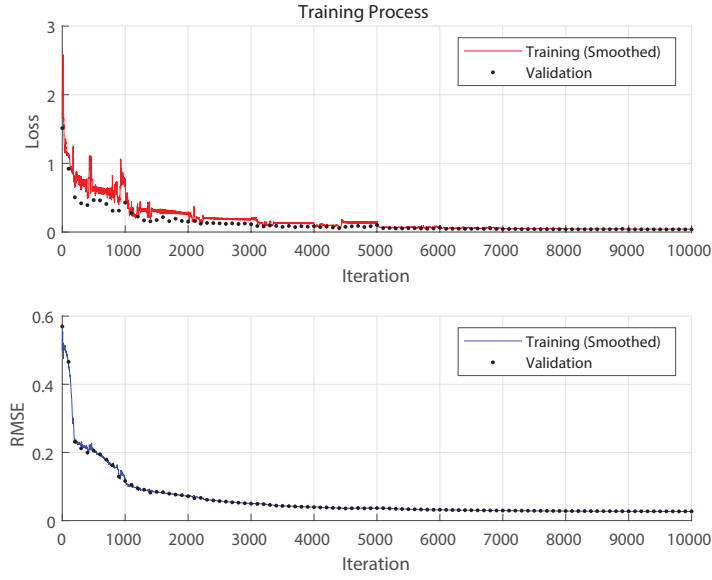 Training Process
3
2
1
0
Loss
Training (Smoothed)
Validation
0 1000 2000 3000 4000 5000 6000 7000 8000 9000 10000
Iteration
0.6
0.4
0.2
0
RMSE
Training (Smoothed)
Validation
0 1000 2000 3000 4000 5000 6000 7000 8000 9000 10000
Iteration